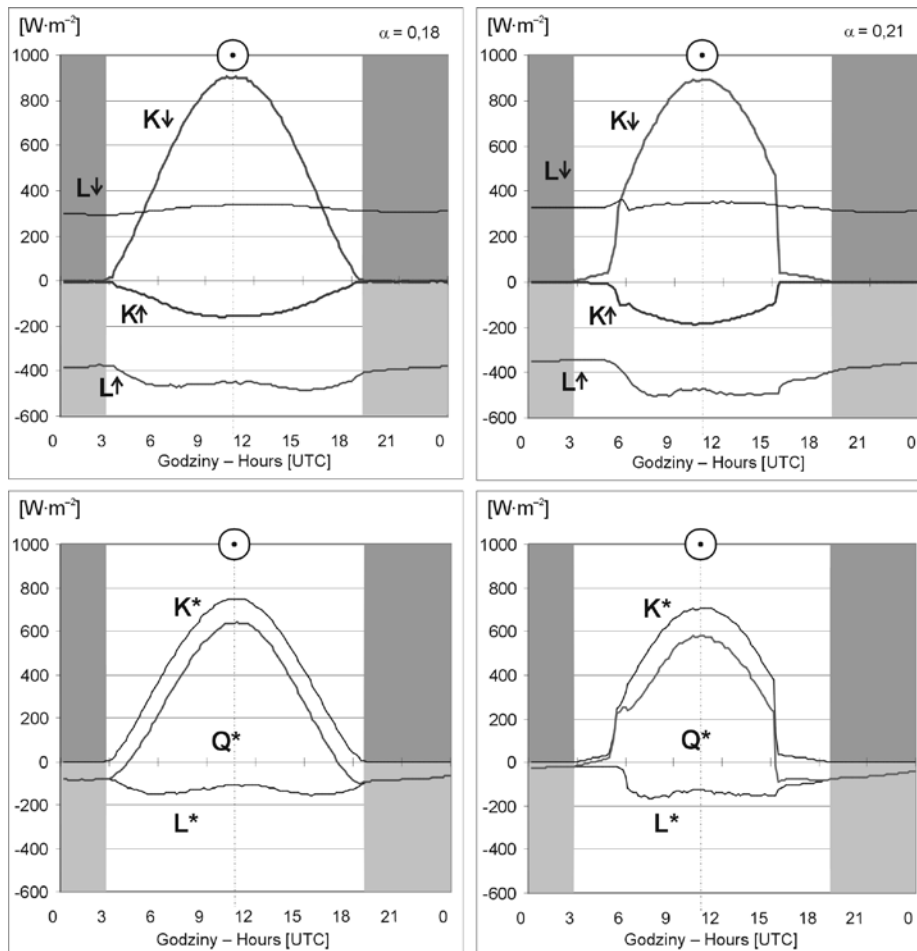 [W·m⁻²]
α = 0,18
1000
800
600
400
200
0
-200
-400
-600
K↓
L↓
K↑
L↑
0 3 6 9 12 15 18 21 0
Godziny – Hours [UTC]
[W·m⁻²]
α = 0,21
1000
800
600
400
200
0
-200
-400
-600
K↓
L↓
K↑
L↑
0 3 6 9 12 15 18 21 0
Godziny – Hours [UTC]
[W·m⁻²]
1000
800
600
400
200
0
-200
-400
-600
K*
Q*
L*
0 3 6 9 12 15 18 21 0
Godziny – Hours [UTC]
[W·m⁻²]
1000
800
600
400
200
0
-200
-400
-600
K*
Q*
L*
0 3 6 9 12 15 18 21 0
Godziny – Hours [UTC]